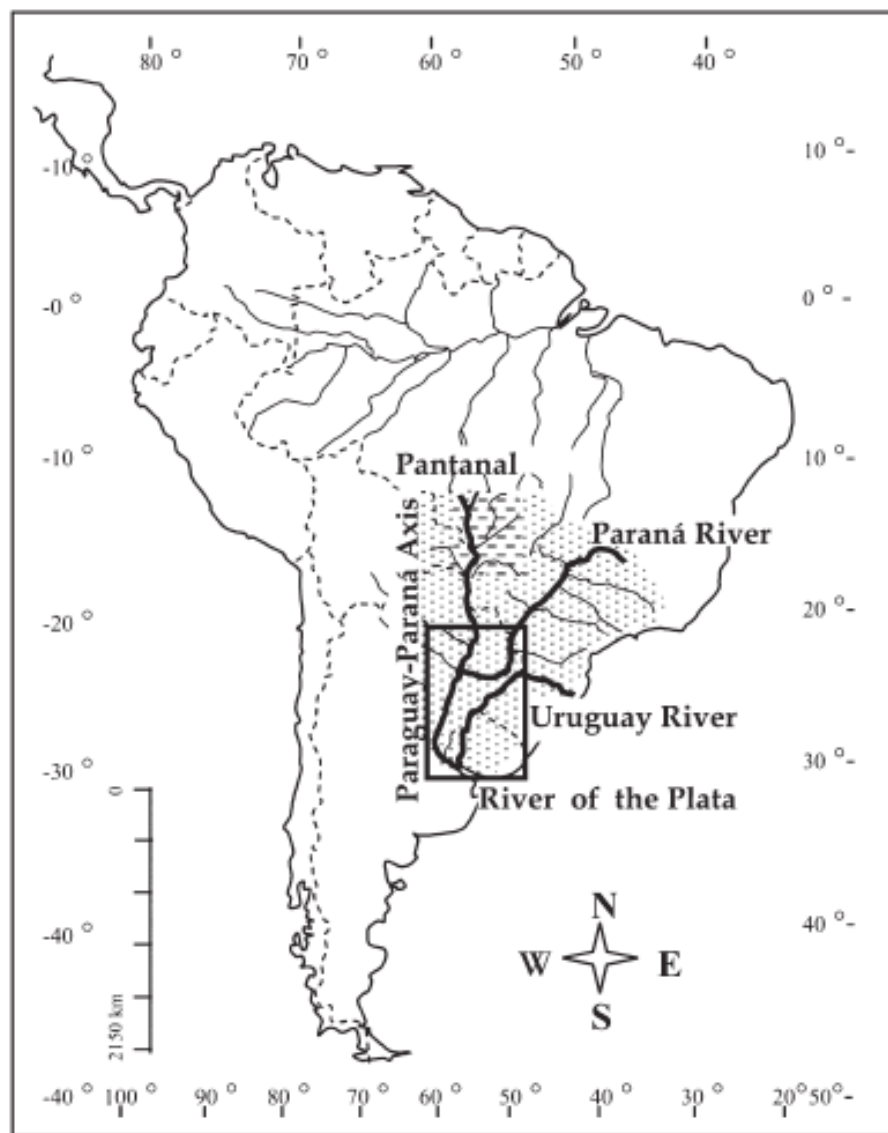 80° 70° 60° 50° 40°
-10° 10°-
-0° 0°-
-10° 10°-
Pantanal
Paraná River
Paraguay-Paraná Axis
-20° 20°-
Uruguay River
-30° 30°-
River of the Plata
0
2150 km
-40° 40°-
N
W E
S
-40° 100° 90° 80° 70° 60° 50° 40° 30° 20° 50°-